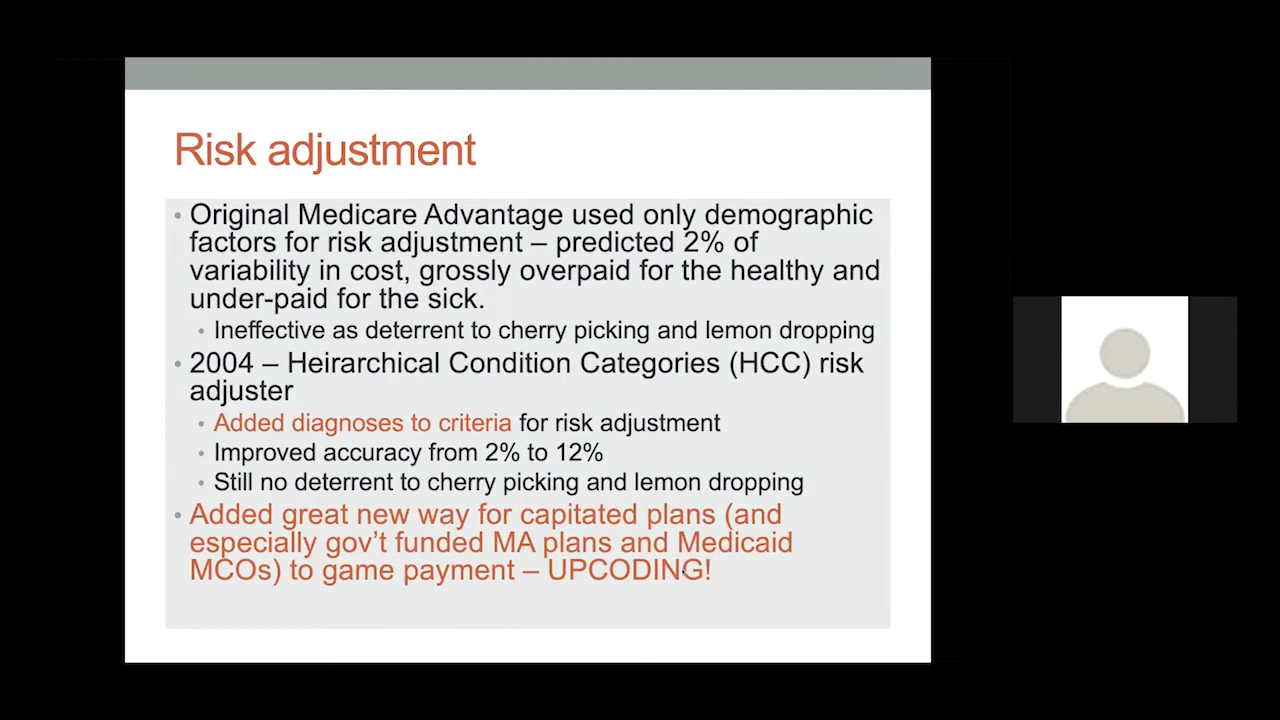 Risk adjustment
• Original Medicare Advantage used only demographic
factors for risk adjustment – predicted 2% of
variability in cost, grossly overpaid for the healthy and
under-paid for the sick.
• Ineffective as deterrent to cherry picking and lemon dropping
• 2004 – Heirarchical Condition Categories (HCC) risk
adjuster
• Added diagnoses to criteria for risk adjustment
• Improved accuracy from 2% to 12%
• Still no deterrent to cherry picking and lemon dropping
• Added great new way for capitated plans (and
especially gov’t funded MA plans and Medicaid
MCOs) to game payment – UPCODING!